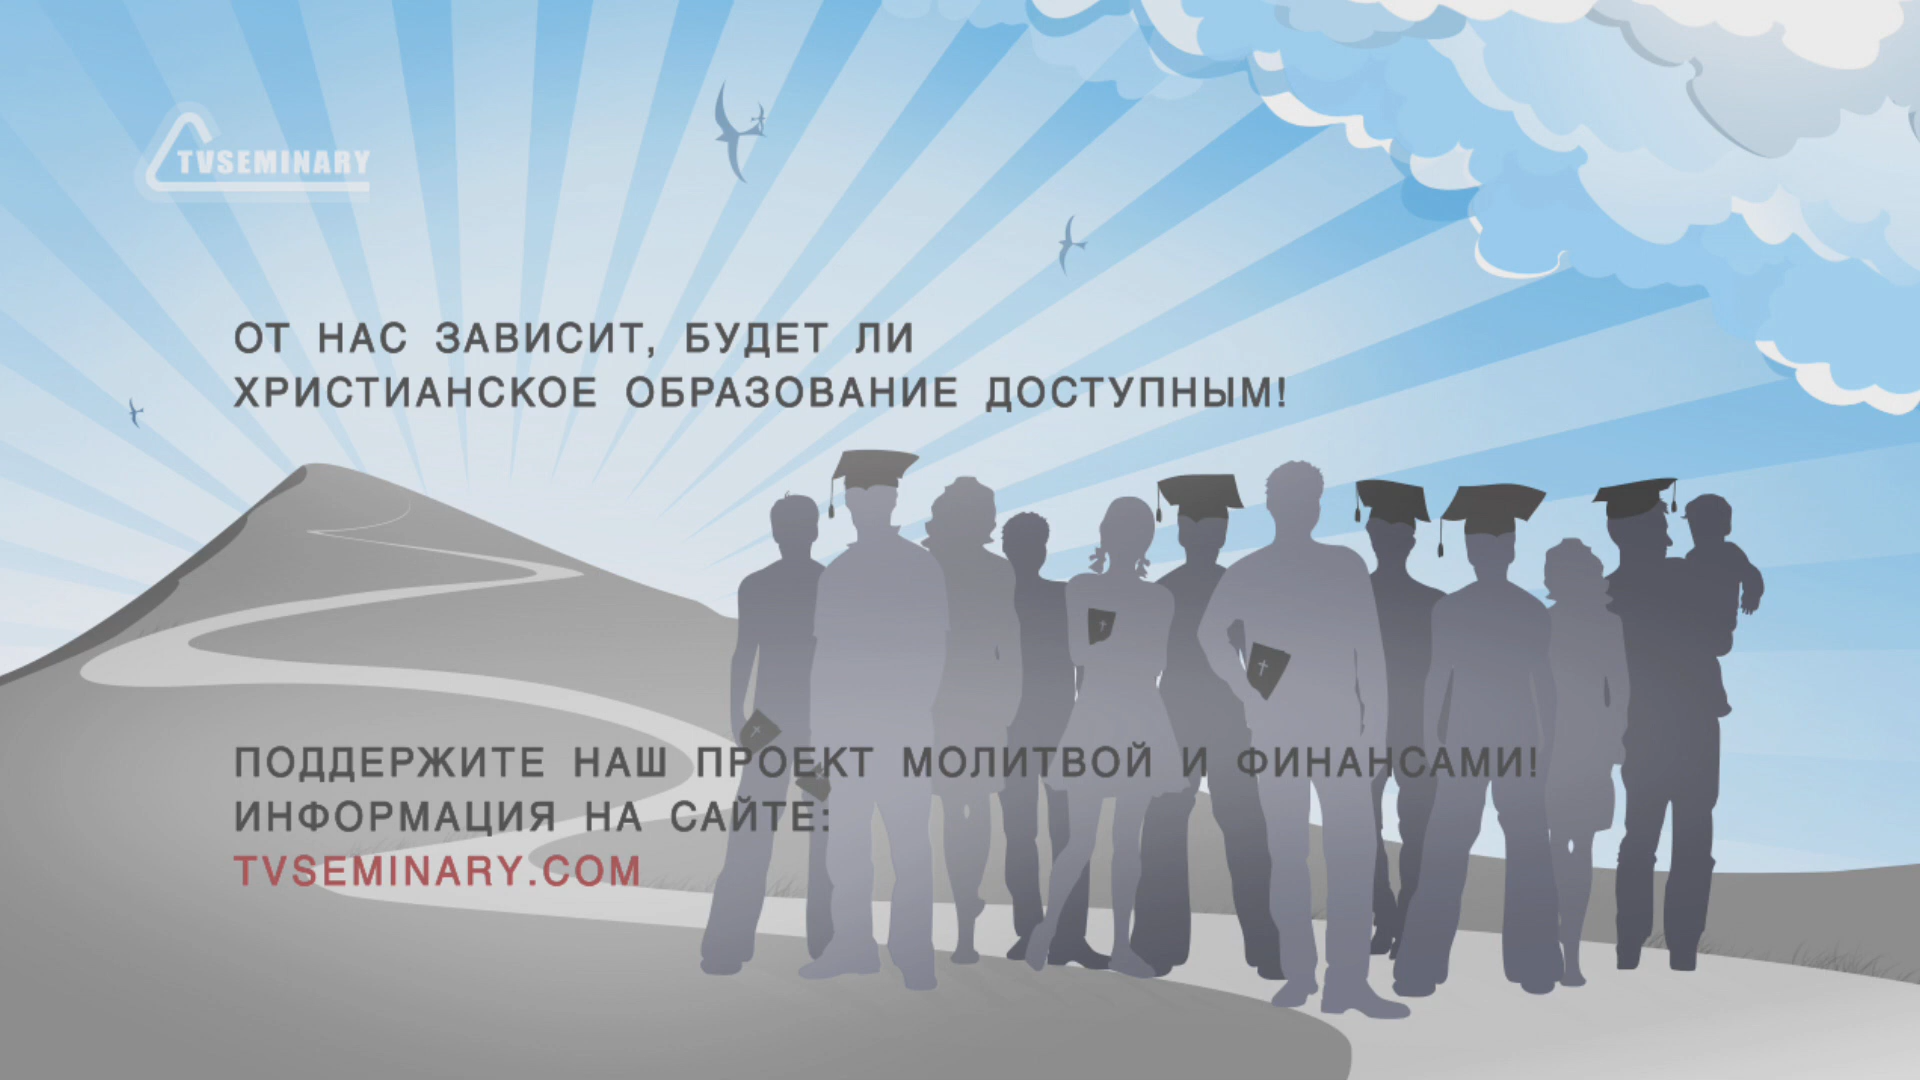 TVSEMINARY
ОТ НАС ЗАВИСИТ, БУДЕТ ЛИ
ХРИСТИАНСКОЕ ОБРАЗОВАНИЕ ДОСТУПНЫМ!
ПОДДЕРЖИТЕ НАШ ПРОЕКТ МОЛИТВОЙ И ФИНАНСАМИ!
ИНФОРМАЦИЯ НА САЙТЕ:
TVSEMINARY.COM